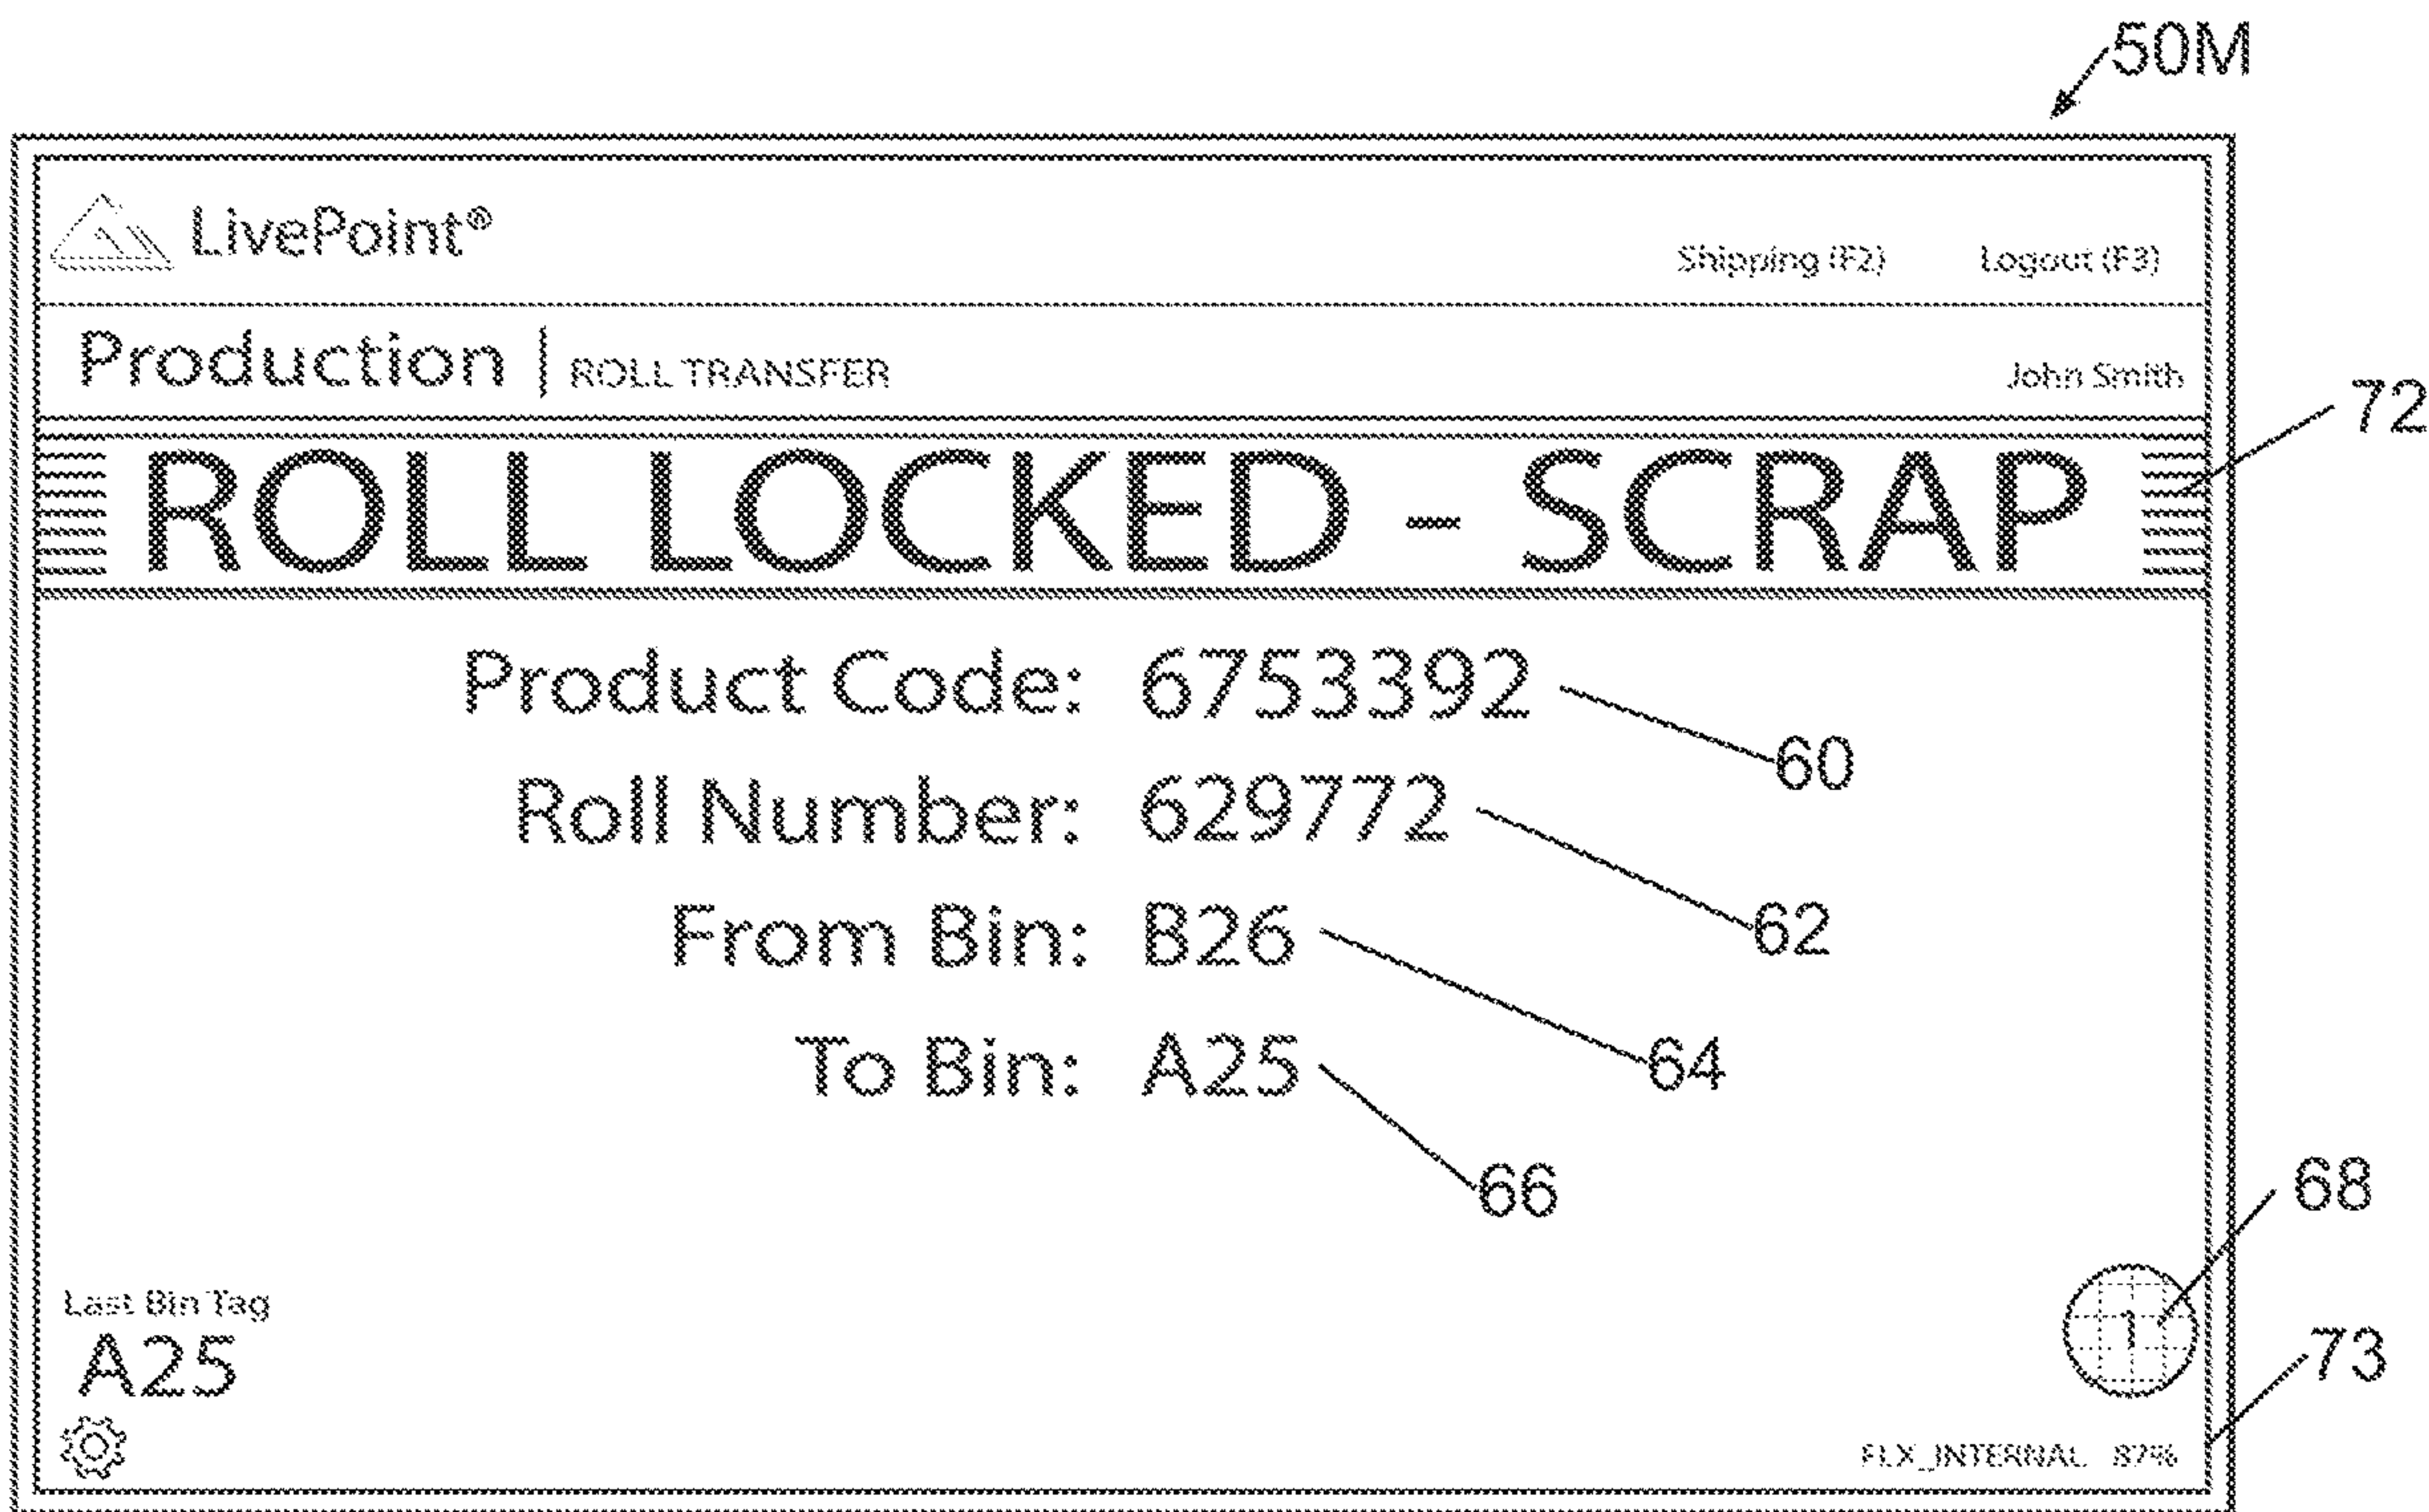 50M
LivePoint®
Shipping (F2) Logout (F3)
Production | ROLL TRANSFER John Smith
72
ROLL LOCKED - SCRAP
Product Code: 6753392
60
Roll Number: 629772
62
From Bin: B26
64
To Bin: A25
66
68
Last Bin Tag
1
A25
73
FLX_INTERNAL 87%